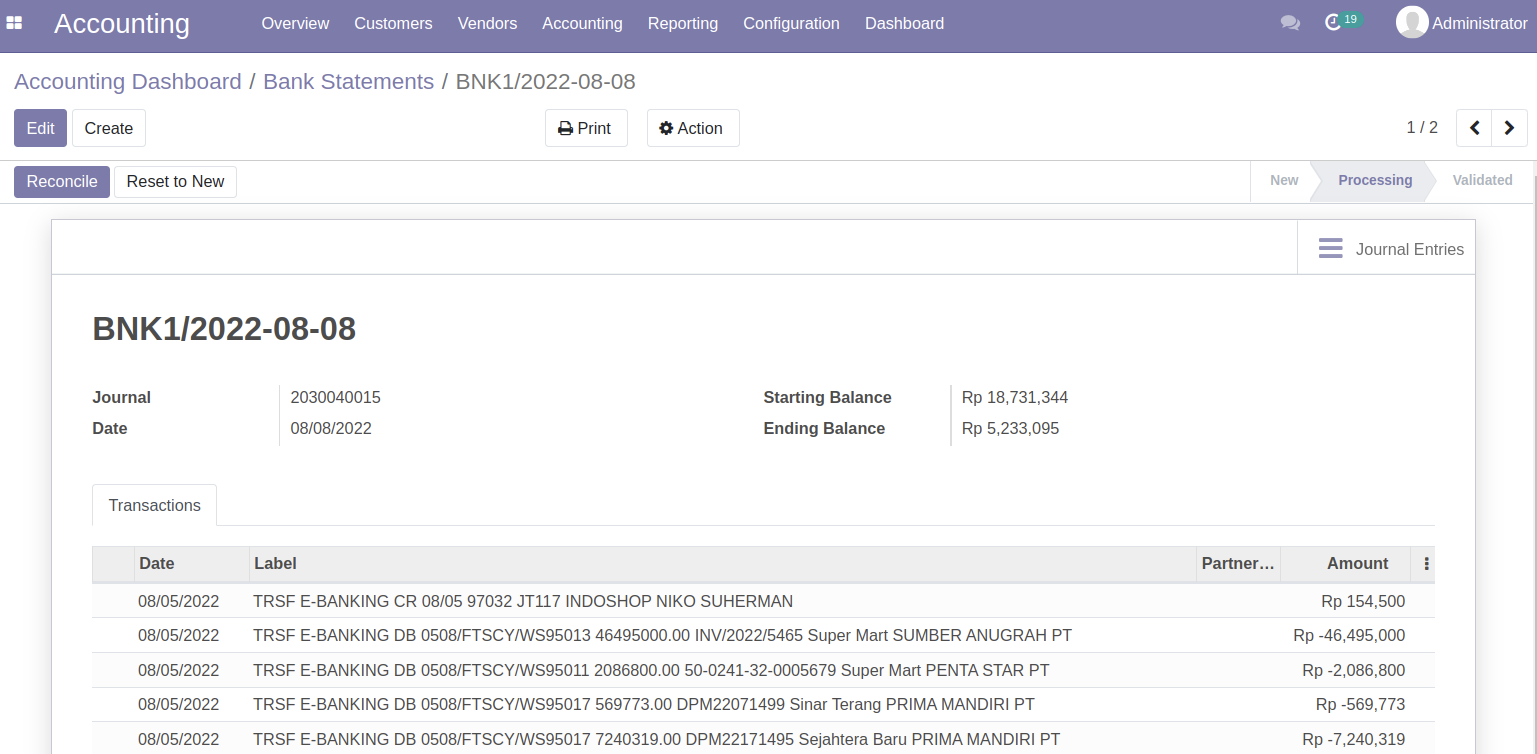 Accounting Overview Customers Vendors Accounting Reporting Configuration Dashboard 19 Administrator
Accounting Dashboard / Bank Statements / BNK1/2022-08-08
Edit Create Print Action 1 / 2
Reconcile Reset to New New Processing Validated
Journal Entries
BNK1/2022-08-08
Journal 2030040015 Starting Balance Rp 18,731,344
Date 08/08/2022 Ending Balance Rp 5,233,095
Transactions
Date Label Partner... Amount
08/05/2022 TRSF E-BANKING CR 08/05 97032 JT117 INDOSHOP NIKO SUHERMAN Rp 154,500
08/05/2022 TRSF E-BANKING DB 0508/FTSCY/WS95013 46495000.00 INV/2022/5465 Super Mart SUMBER ANUGRAH PT Rp -46,495,000
08/05/2022 TRSF E-BANKING DB 0508/FTSCY/WS95011 2086800.00 50-0241-32-0005679 Super Mart PENTA STAR PT Rp -2,086,800
08/05/2022 TRSF E-BANKING DB 0508/FTSCY/WS95017 569773.00 DPM22071499 Sinar Terang PRIMA MANDIRI PT Rp -569,773
08/05/2022 TRSF E-BANKING DB 0508/FTSCY/WS95017 7240319.00 DPM22171495 Sejahtera Baru PRIMA MANDIRI PT Rp -7,240,319